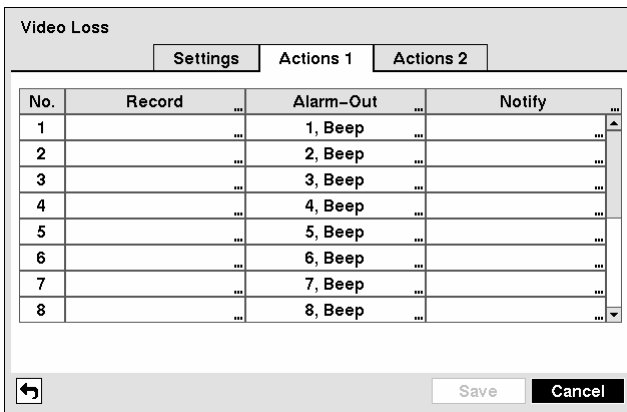 Video Loss
Settings Actions 1 Actions 2
No. Record ... Alarm-Out ... Notify ...
1 ... 1, Beep ... ...
2 ... 2, Beep ... ...
3 ... 3, Beep ... ...
4 ... 4, Beep ... ...
5 ... 5, Beep ... ...
6 ... 6, Beep ... ...
7 ... 7, Beep ... ...
8 ... 8, Beep ... ...
Save Cancel